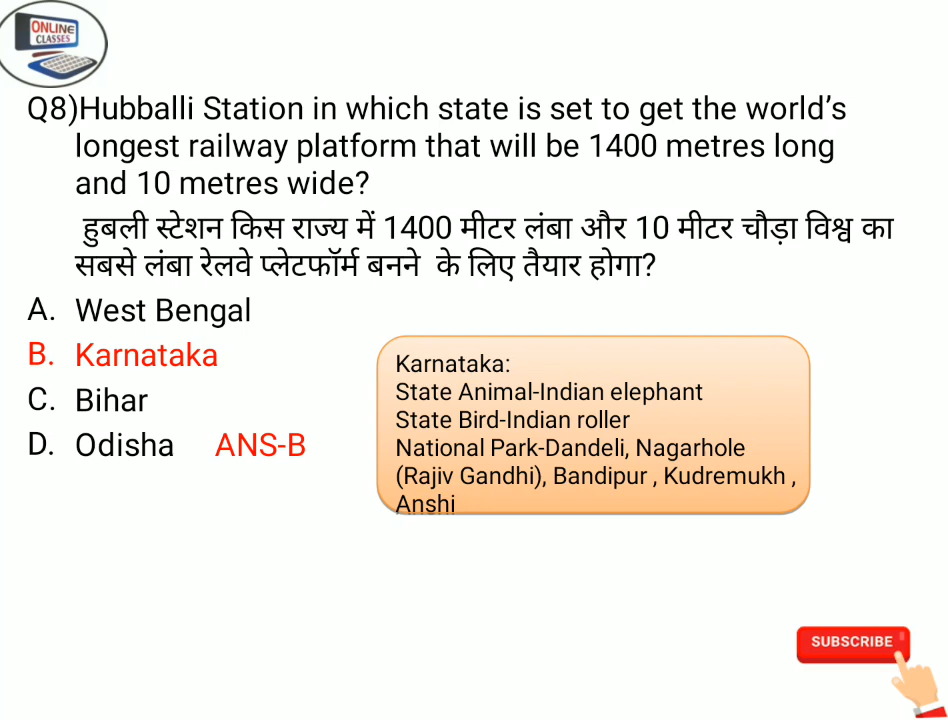 ONLINE
CLASSES
Q8)Hubballi Station in which state is set to get the world’s
longest railway platform that will be 1400 metres long
and 10 metres wide?
हुबली स्टेशन किस राज्य में 1400 मीटर लंबा और 10 मीटर चौड़ा विश्व का
सबसे लंबा रेलवे प्लेटफॉर्म बनने के लिए तैयार होगा?
A. West Bengal
B. Karnataka
C. Bihar
D. Odisha ANS-B
Karnataka:
State Animal-Indian elephant
State Bird-Indian roller
National Park-Dandeli, Nagarhole
(Rajiv Gandhi), Bandipur , Kudremukh ,
Anshi
SUBSCRIBE